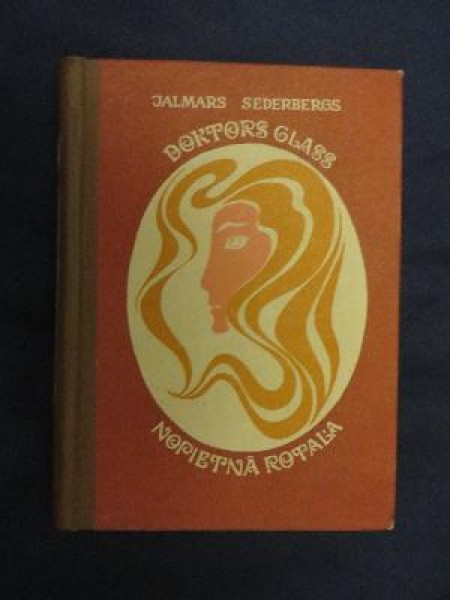 JALMARS SEDERBERGS
DOKTORS GLASS
NOPIETNĀ ROTAĻA